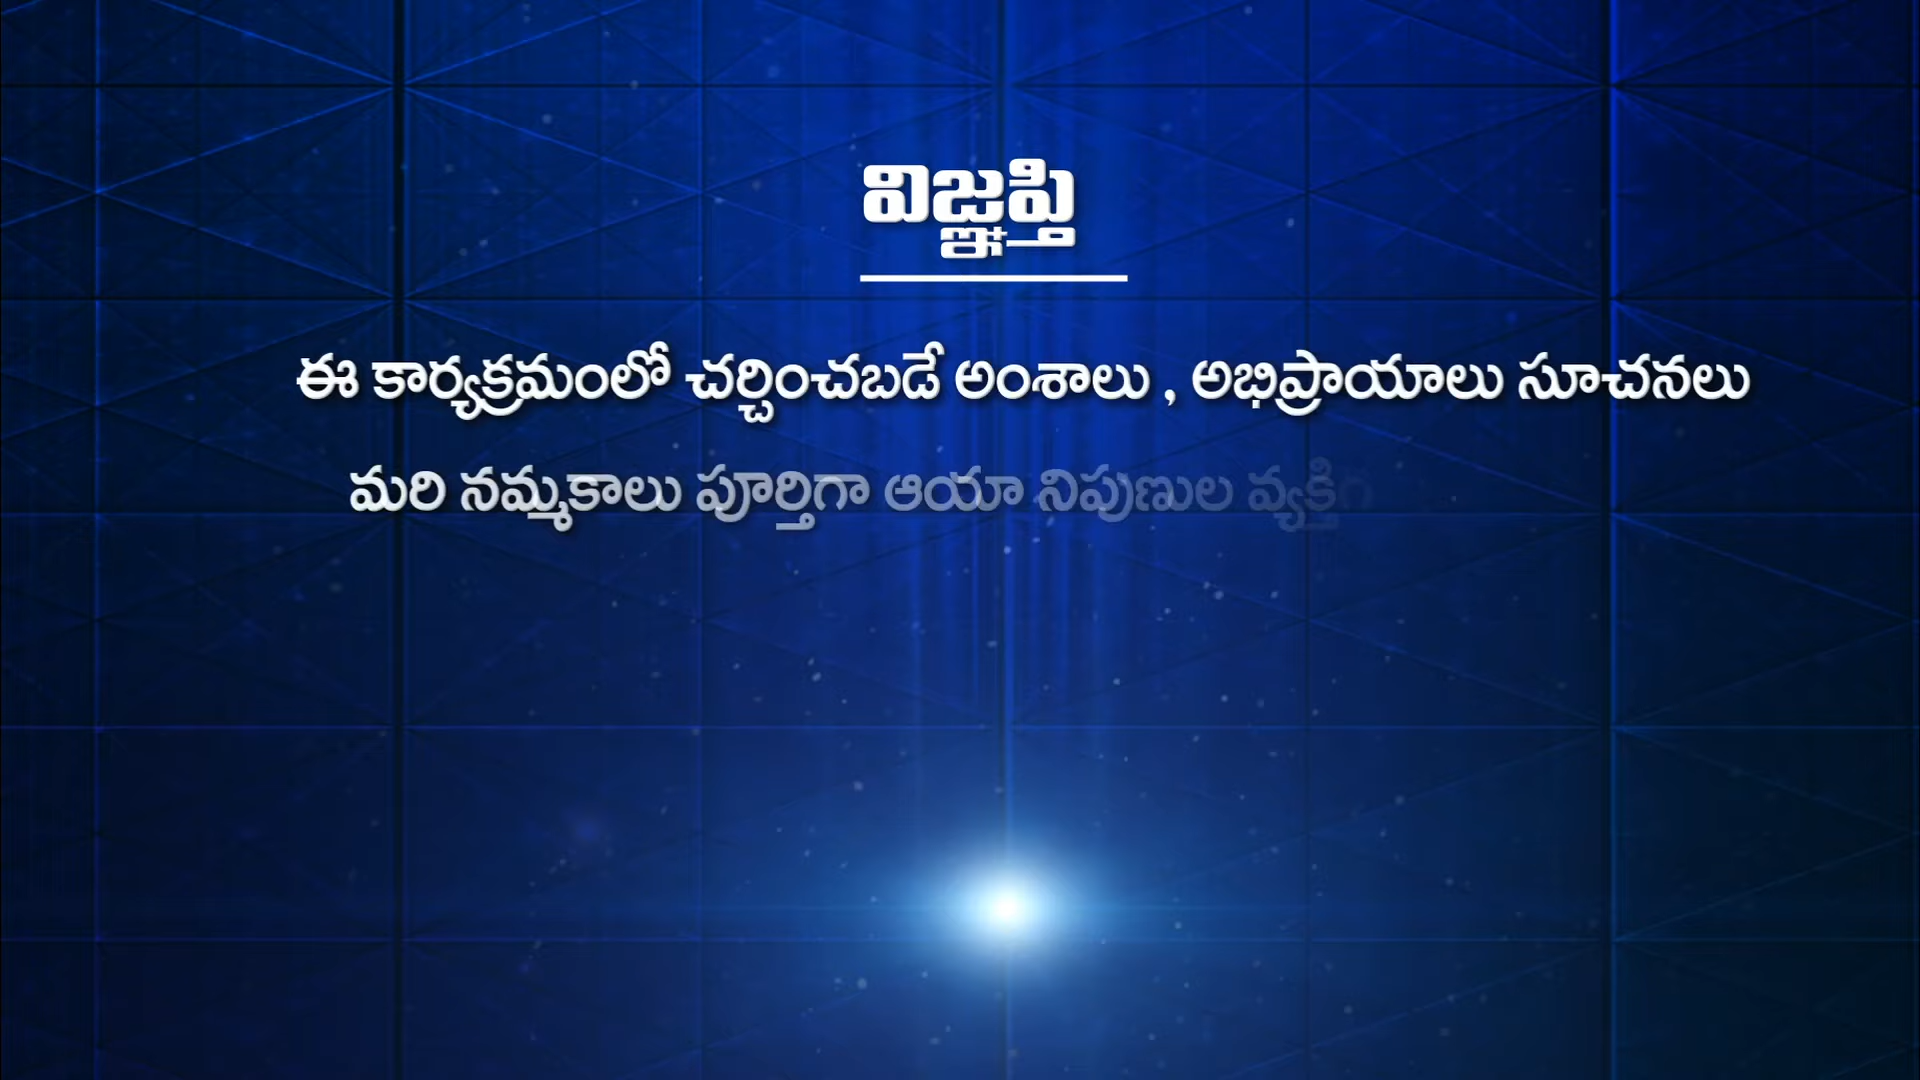 విజ్ఞప్తి
ఈ కార్యక్రమంలో చర్చించబడే అంశాలు , అభిప్రాయాలు సూచనలు
మరి నమ్మకాలు పూర్తిగా ఆయా నిపుణుల